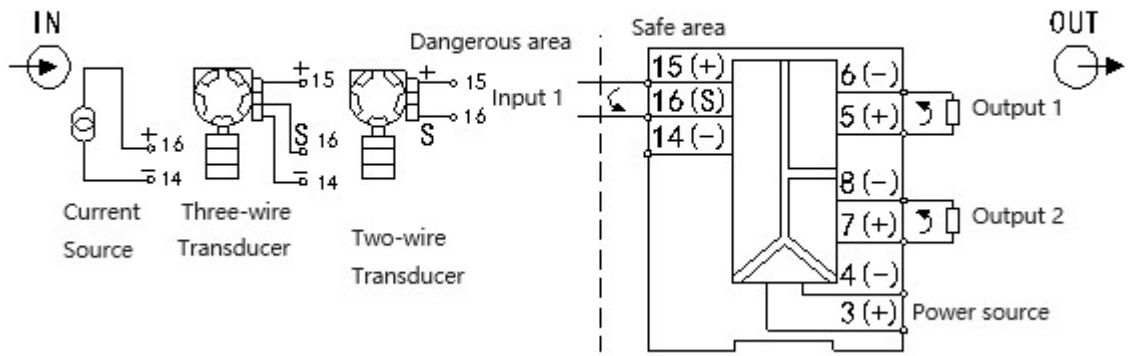 IN
OUT
Dangerous area
Safe area
+ 15
S 16
− 14
+ 16
− 14
+ 15
16
S
Input 1
15 (+)
16 (S)
14 (−)
6 (−)
5 (+)
8 (−)
7 (+)
4 (−)
3 (+)
Output 1
Output 2
Power source
Current
Source
Three-wire
Transducer
Two-wire
Transducer